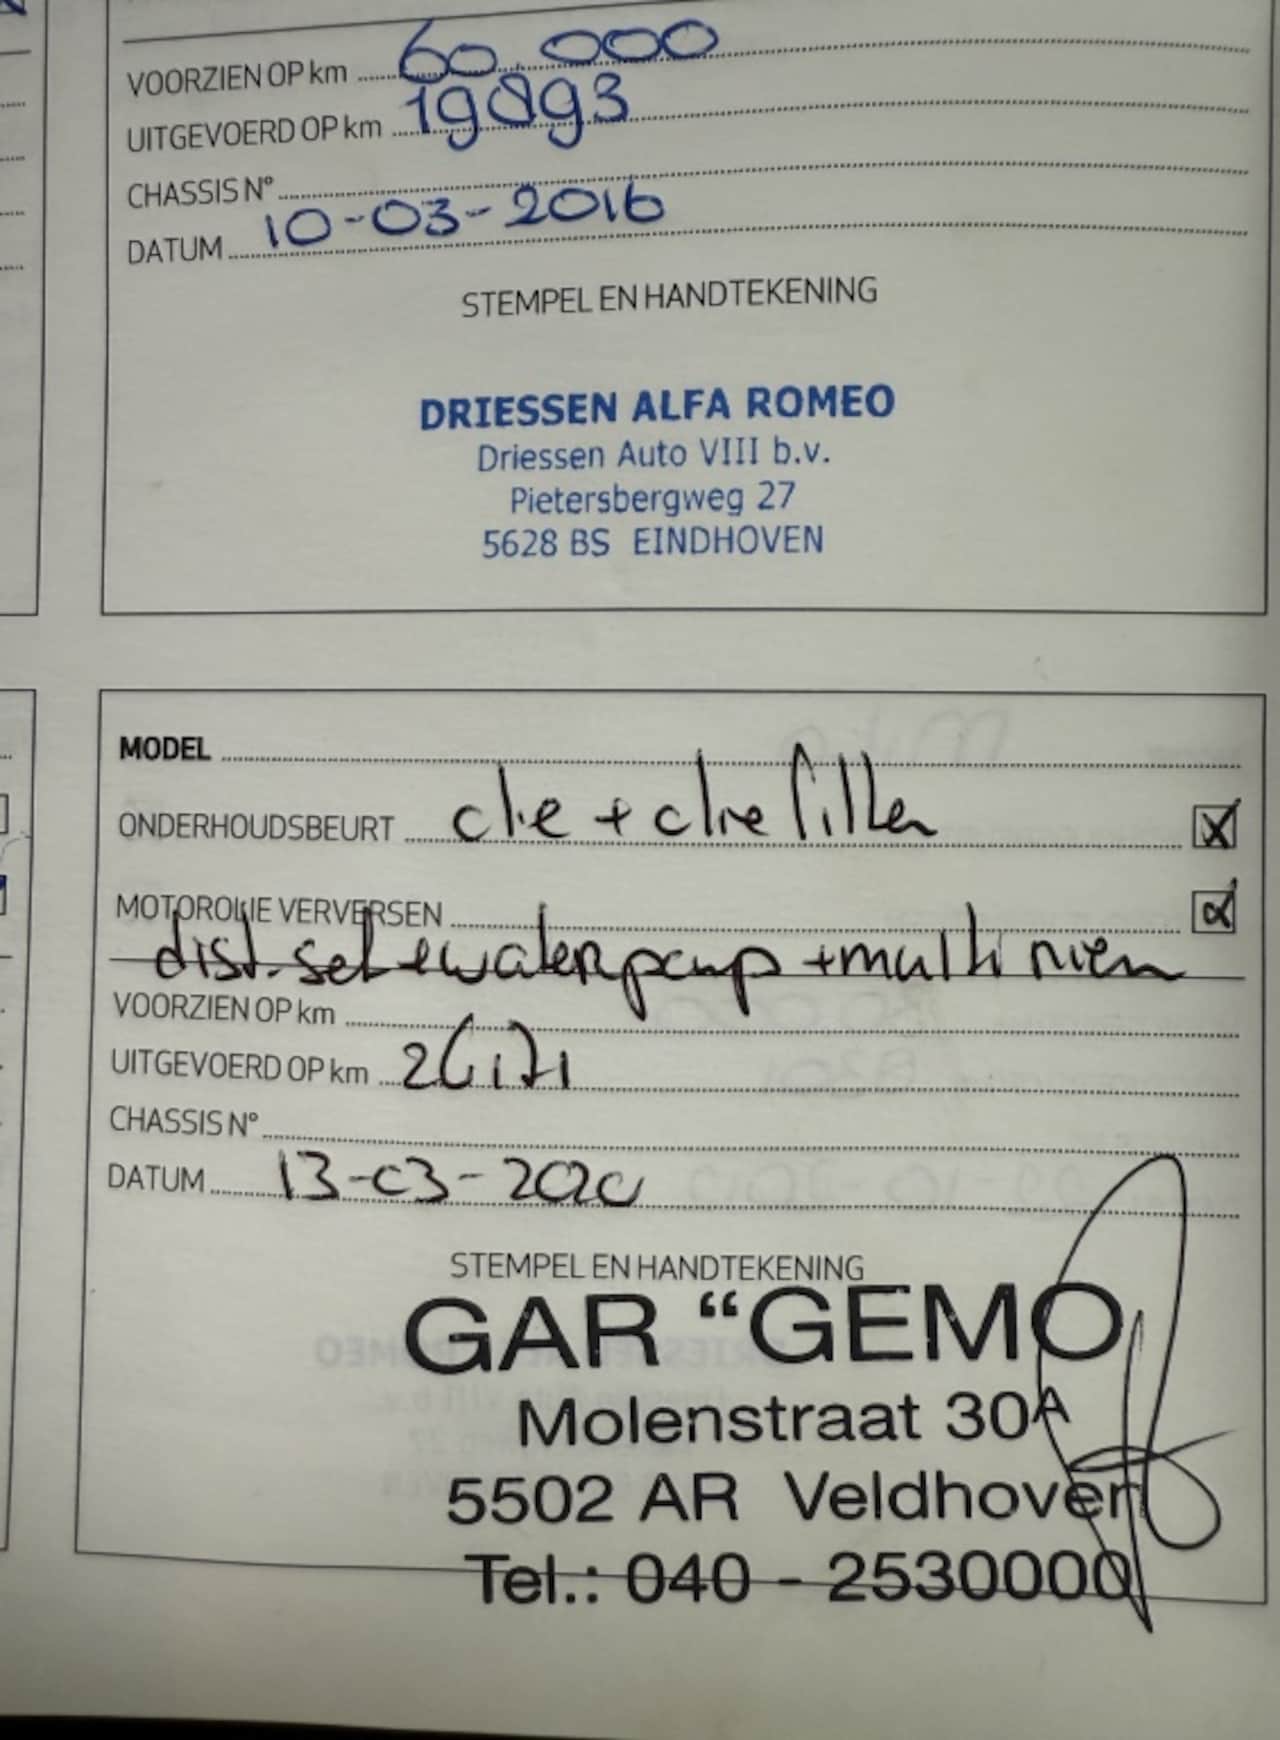 VOORZIEN OP km 60.000
UITGEVOERD OP km 19893
CHASSIS Nº
DATUM 10-03-2016
STEMPEL EN HANDTEKENING
DRIESSEN ALFA ROMEO
Driessen Auto VIII b.v.
Pietersbergweg 27
5628 BS EINDHOVEN
MODEL
ONDERHOUDSBEURT olie + olie filter
MOTOROLIE VERVERSEN
dist. set + waterpomp + multi riem
VOORZIEN OP km
UITGEVOERD OP km 26171
CHASSIS Nº
DATUM 13-03-2020
STEMPEL EN HANDTEKENING
GAR "GEMO
Molenstraat 30A
5502 AR Veldhoven
Tel.: 040 - 2530000